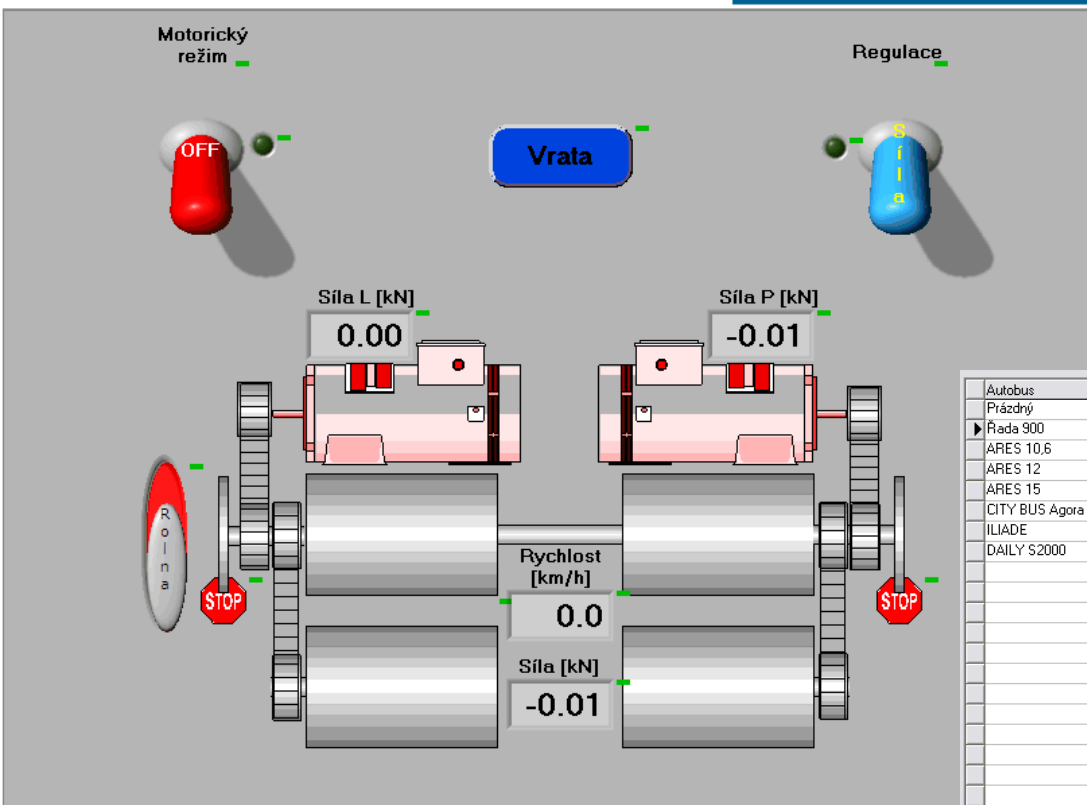 Motorický
režim
Regulace
OFF
Vrata
Síla
Síla L [kN]
0.00
Síla P [kN]
-0.01
Autobus
Prázdný
Řada 900
ARES 10,6
ARES 12
ARES 15
CITY BUS Agora
ILIADE
DAILY S2000
Rolna
STOP
Rychlost
[km/h]
0.0
STOP
Síla [kN]
-0.01